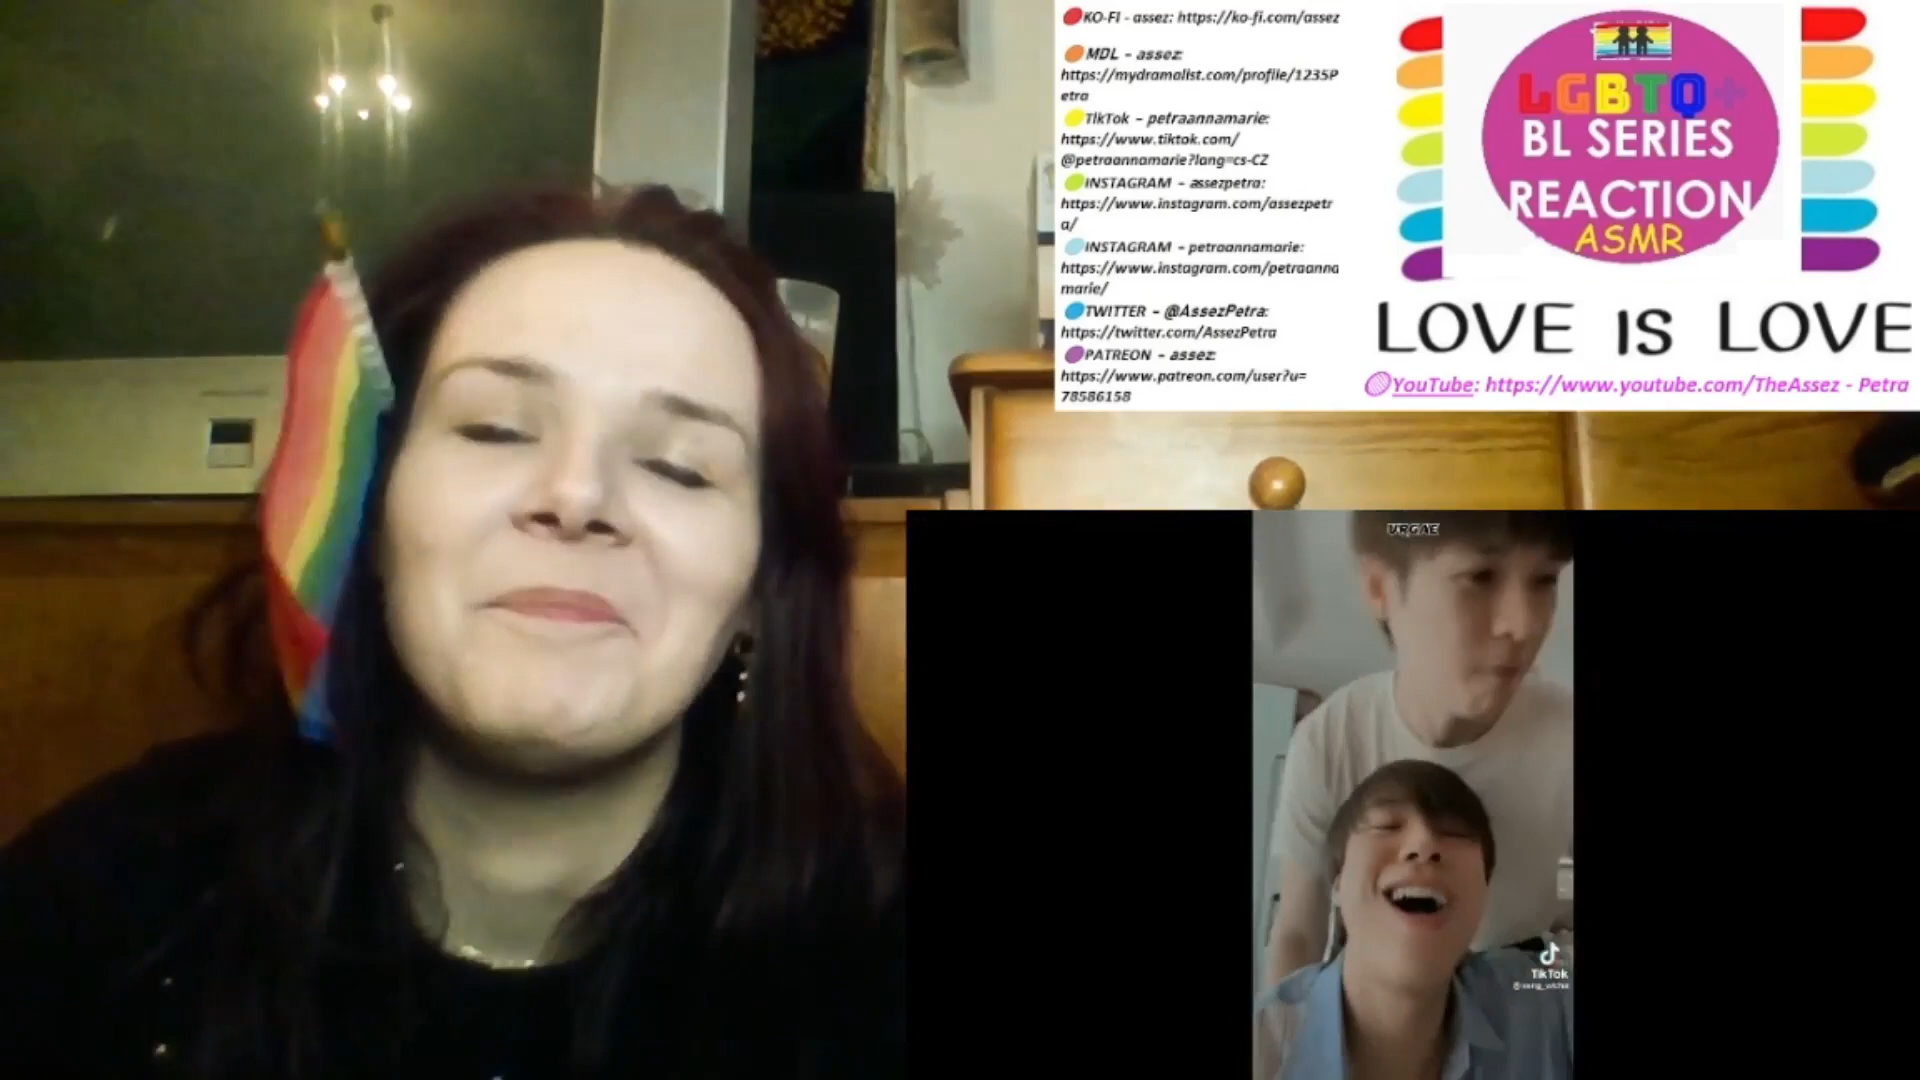 KO-FI - assez: https://ko-fi.com/assez
MDL – assez:
https://mydramalist.com/profile/1235P
etra
TikTok – petraannamarie:
https://www.tiktok.com/
@petraannamarie?lang=cs-CZ
INSTAGRAM – assezpetra:
https://www.instagram.com/assezpetr
a/
INSTAGRAM – petraannamarie:
https://www.instagram.com/petraanna
marie/
TWITTER – @AssezPetra:
https://twitter.com/AssezPetra
PATREON – assez:
https://www.patreon.com/user?u=
78586158
LGBTQ+
BL SERIES
REACTION
ASMR
LOVE IS LOVE
YouTube: https://www.youtube.com/TheAssez - Petra
TikTok